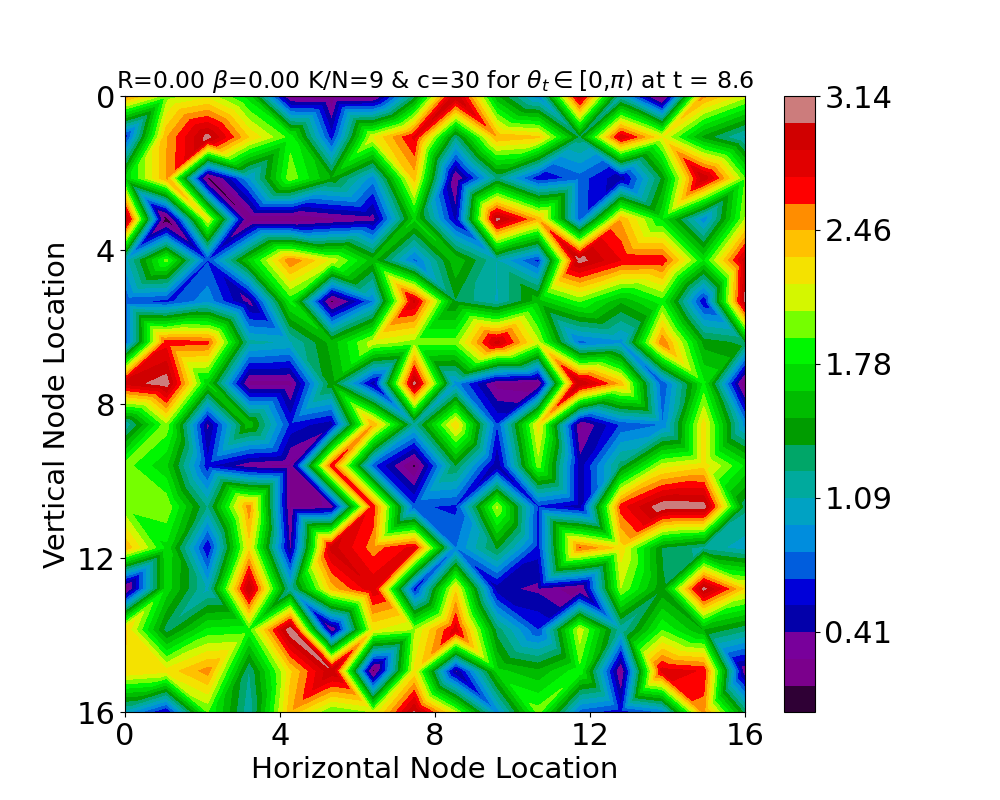 R=0.00 β=0.00 K/N=9 & c=30 for θ_t ∈ [0,π) at t = 8.6
0
4
8
12
16
0 4 8 12 16
Vertical Node Location
Horizontal Node Location
3.14
2.46
1.78
1.09
0.41